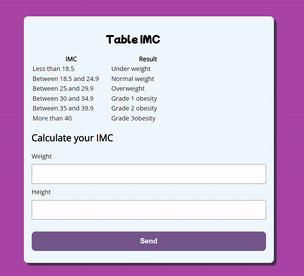 Table IMC
IMC Result
Less than 18.5 Under weight
Between 18.5 and 24.9 Normal weight
Between 25 and 29.9 Overweight
Between 30 and 34.9 Grade 1 obesity
Between 35 and 39.9 Grade 2 obesity
More than 40 Grade 3obesity
Calculate your IMC
Weight
Height
Send